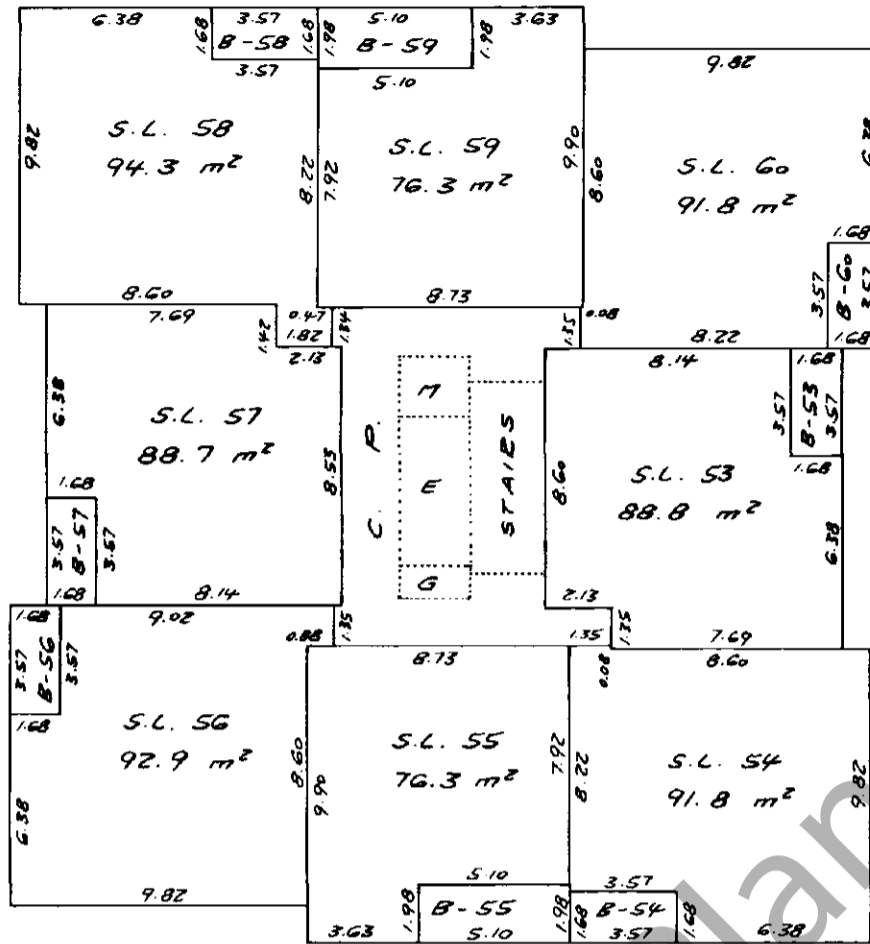 6.38 3.57 5.10 3.63
1.68 B-58 1.68 1.98 B-59 1.98
3.57 5.10
9.82
9.82 S.L. 58 8.22 7.92 S.L. 59 9.90 8.60 S.L. 60 6.38
94.3 m² 76.3 m² 91.8 m²
1.68
3.57 B-60 3.57
1.68
8.60 8.73 8.22
7.69 0.47 1.34 1.35 0.08
1.42 1.82
2.13 8.14 1.68
3.57 B-53 3.57
1.68
6.38 S.L. 57 8.53 C.P. M STAIRS 8.60 S.L. 53
88.7 m² E 88.8 m² 6.38
G
1.68
3.57 B-57 3.57
1.68 8.14
2.13
1.68 9.02 0.88 1.35 1.35 1.35 7.69
3.57 B-56 3.57
1.68
8.73 0.08 8.60
S.L. 56 8.60 9.90 S.L. 55 7.92 8.22 S.L. 54 9.82
92.9 m² 76.3 m² 91.8 m²
6.38
9.82
5.10 3.57
1.98 B-55 1.98 1.68 B-54 1.68
3.63 5.10 3.57 6.38
plan